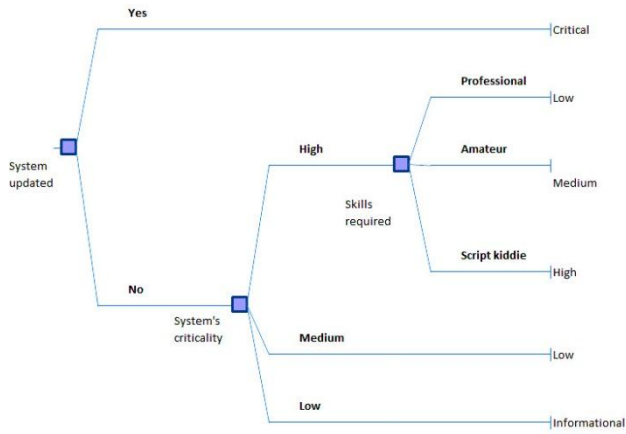 Yes
Critical
Professional
Low
High
Amateur
System
updated
Medium
Skills
required
Script kiddie
High
No
System's
criticality
Medium
Low
Low
Informational